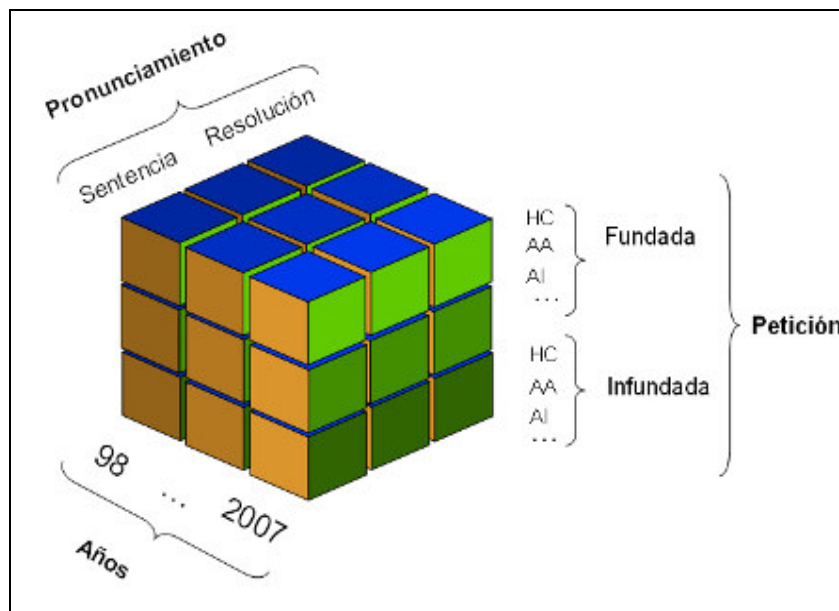 Pronunciamiento
Sentencia
Resolución
HC
AA
AI
...
Fundada
HC
AA
AI
...
Infundada
Petición
98 ... 2007
Años